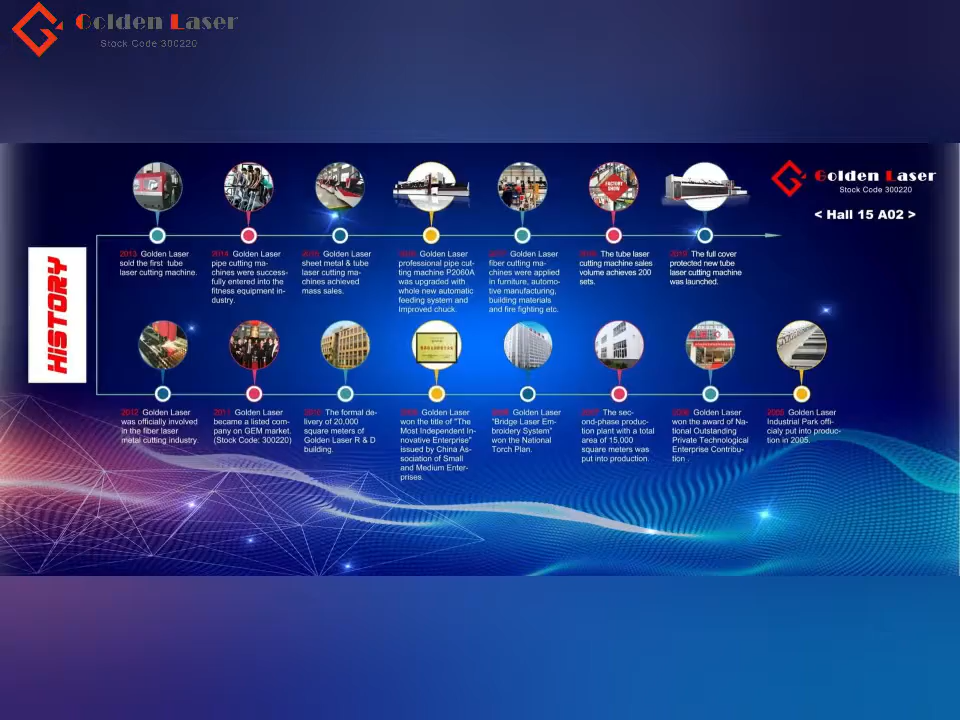 Golden Laser
Stock Code 300220
Golden Laser
Stock Code 300220
< Hall 15 A02 >
HISTORY
FACTORY
SHOW
2013 Golden Laser
sold the first tube
laser cutting machine.
2014 Golden Laser
pipe cutting ma-
chines were success-
fully entered into the
fitness equipment in-
dustry.
Golden Laser
sheet metal & tube
laser cutting ma-
chines achieved
mass sales.
Golden Laser
professional pipe cut-
ting machine P2060A
was upgraded with
whole new automatic
feeding system and
Improved chuck.
Golden Laser
fiber cutting ma-
chines were applied
in furniture, automo-
tive manufacturing,
building materials
and fire fighting etc.
The tube laser
cutting machine sales
volume achieves 200
sets.
2019 The full cover
protected new tube
laser cutting machine
was launched.
2012 Golden Laser
was officially involved
in the fiber laser
metal cutting industry.
2011 Golden Laser
became a listed com-
pany on GEM market.
(Stock Code: 300220)
2010 The formal de-
livery of 20,000
square meters of
Golden Laser R & D
building.
Golden Laser
won the title of "The
Most Independent In-
novative Enterprise"
issued by China As-
sociation of Small
and Medium Enter-
prises.
Golden Laser
"Bridge Laser Em-
broidery System"
won the National
Torch Plan.
2007 The sec-
ond-phase produc-
tion plant with a total
area of 15,000
square meters was
put into production.
2006 Golden Laser
won the award of Na-
tional Outstanding
Private Technological
Enterprise Contribu-
tion .
2005 Golden Laser
Industrial Park offi-
cialy put into produc-
tion in 2005.